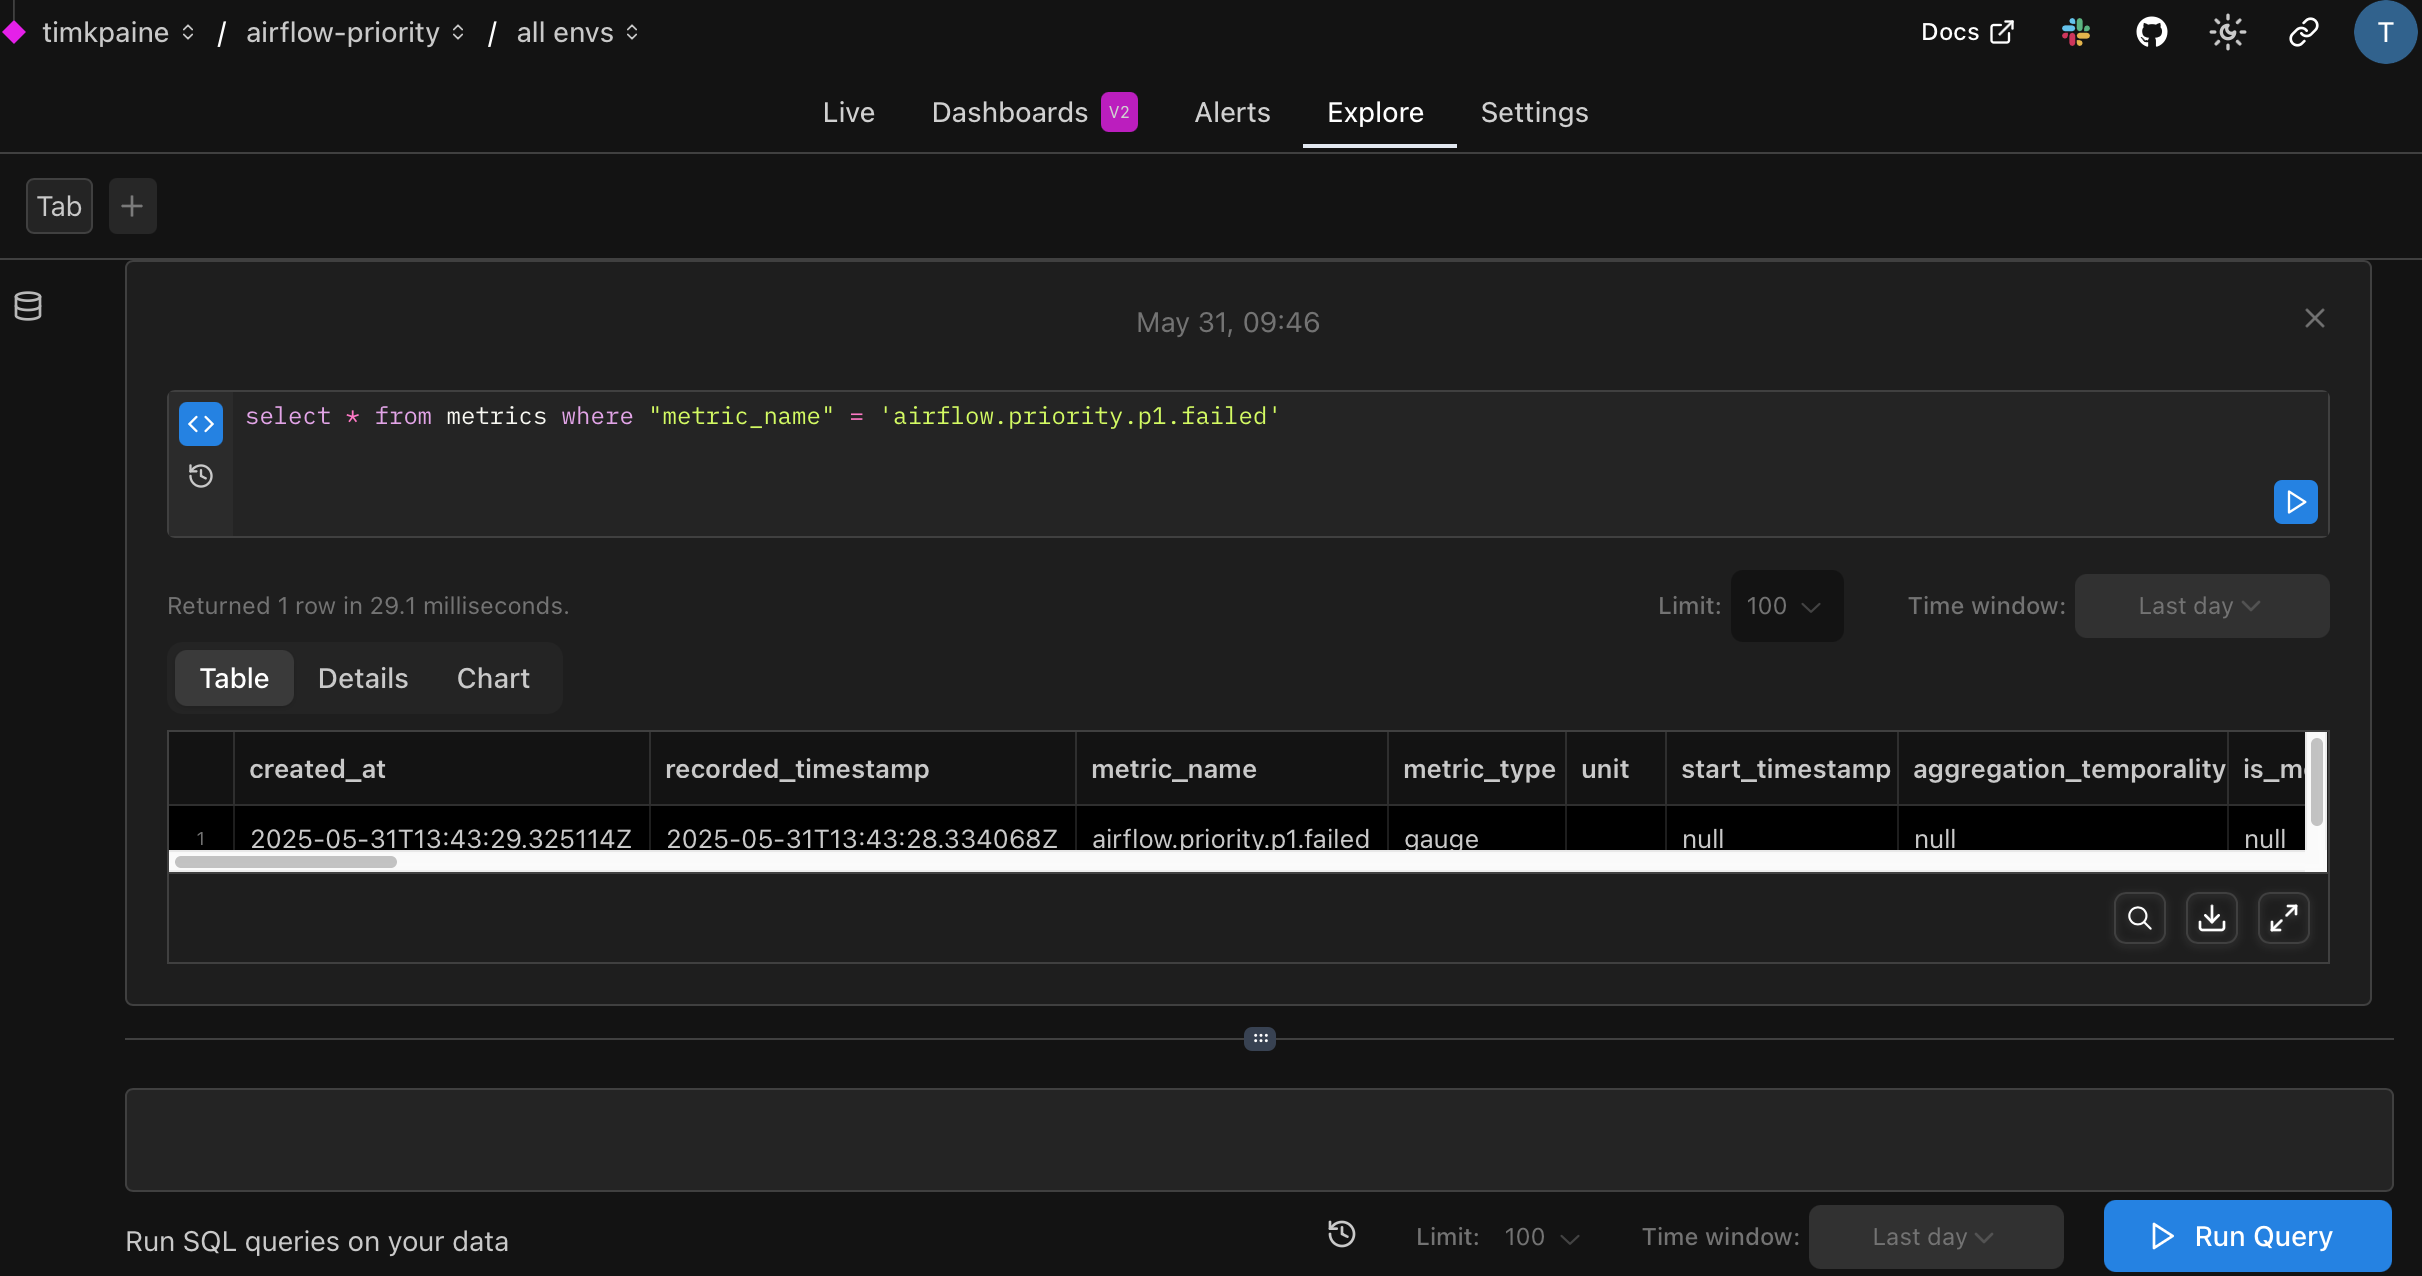 timkpaine / airflow-priority / all envs
Docs
T
Live Dashboards V2 Alerts Explore Settings
Tab +
May 31, 09:46
select * from metrics where "metric_name" = 'airflow.priority.p1.failed'
Returned 1 row in 29.1 milliseconds.
Limit: 100
Time window: Last day
Table Details Chart
created_at recorded_timestamp metric_name metric_type unit start_timestamp aggregation_temporality is_m
1 2025-05-31T13:43:29.325114Z 2025-05-31T13:43:28.334068Z airflow.priority.p1.failed gauge null null null
Run SQL queries on your data
Limit: 100
Time window: Last day
Run Query